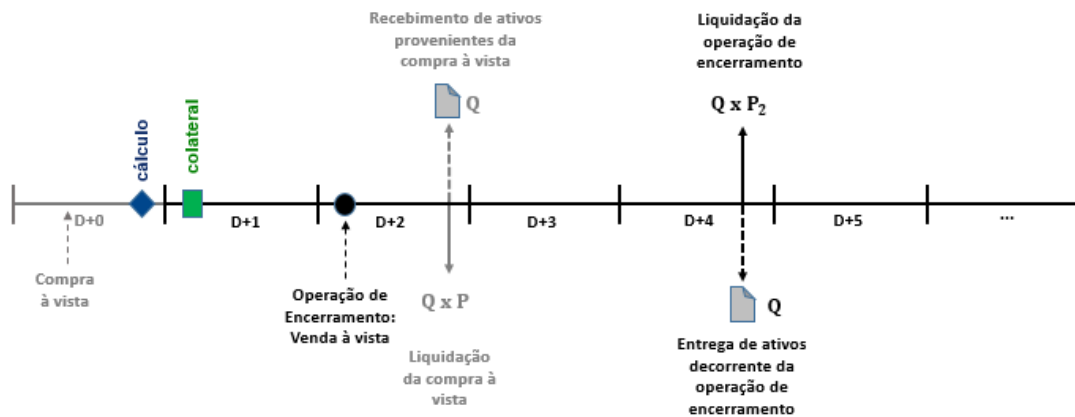 Recebimento de ativos
provenientes da
compra à vista
Q
Liquidação da
operação de
encerramento
Q x P₂
cálculo
colateral
D+0
D+1
D+2
D+3
D+4
D+5
...
Compra
à vista
Operação de
Encerramento:
Venda à vista
Q x P
Liquidação
da compra à
vista
Q
Entrega de ativos
decorrente da
operação de
encerramento